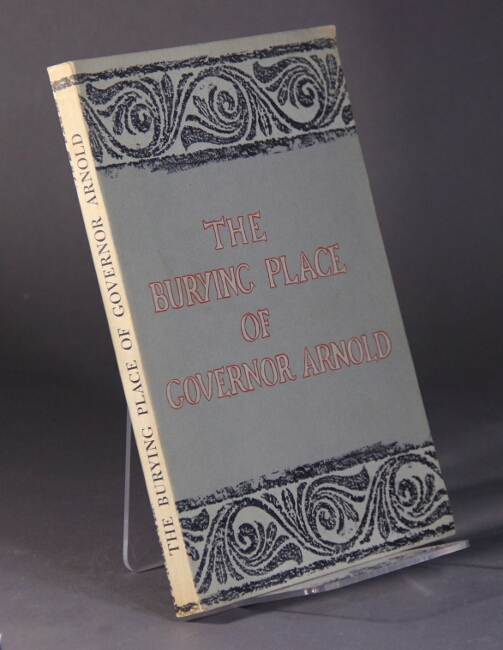 THE
BURYING PLACE
OF
GOVERNOR ARNOLD
THE BURYING PLACE OF GOVERNOR ARNOLD